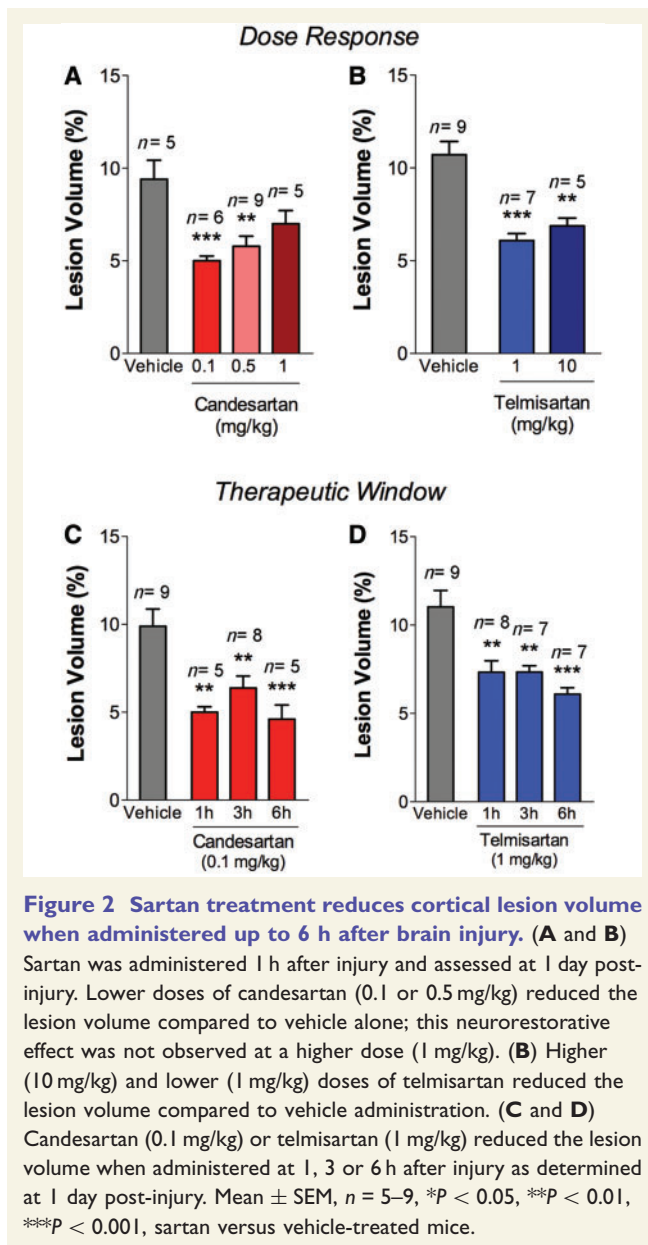 Dose Response
A
B
15
10
5
0
Lesion Volume (%)
n= 5
n= 6
***
n= 9
**
n= 5
Vehicle 0.1 0.5 1
Candesartan
(mg/kg)
15
10
5
0
Lesion Volume (%)
n= 9
n= 7
***
n= 5
**
Vehicle 1 10
Telmisartan
(mg/kg)
Therapeutic Window
C
D
15
10
5
0
Lesion Volume (%)
n= 9
n= 5
**
n= 8
**
n= 5
***
Vehicle 1h 3h 6h
Candesartan
(0.1 mg/kg)
15
10
5
0
Lesion Volume (%)
n= 9
n= 8
**
n= 7
**
n= 7
***
Vehicle 1h 3h 6h
Telmisartan
(1 mg/kg)
Figure 2 Sartan treatment reduces cortical lesion volume
when administered up to 6 h after brain injury. (A and B)
Sartan was administered 1 h after injury and assessed at 1 day post-
injury. Lower doses of candesartan (0.1 or 0.5 mg/kg) reduced the
lesion volume compared to vehicle alone; this neurorestorative
effect was not observed at a higher dose (1 mg/kg). (B) Higher
(10 mg/kg) and lower (1 mg/kg) doses of telmisartan reduced the
lesion volume compared to vehicle administration. (C and D)
Candesartan (0.1 mg/kg) or telmisartan (1 mg/kg) reduced the lesion
volume when administered at 1, 3 or 6 h after injury as determined
at 1 day post-injury. Mean ± SEM, n = 5–9, *P < 0.05, **P < 0.01,
***P < 0.001, sartan versus vehicle-treated mice.